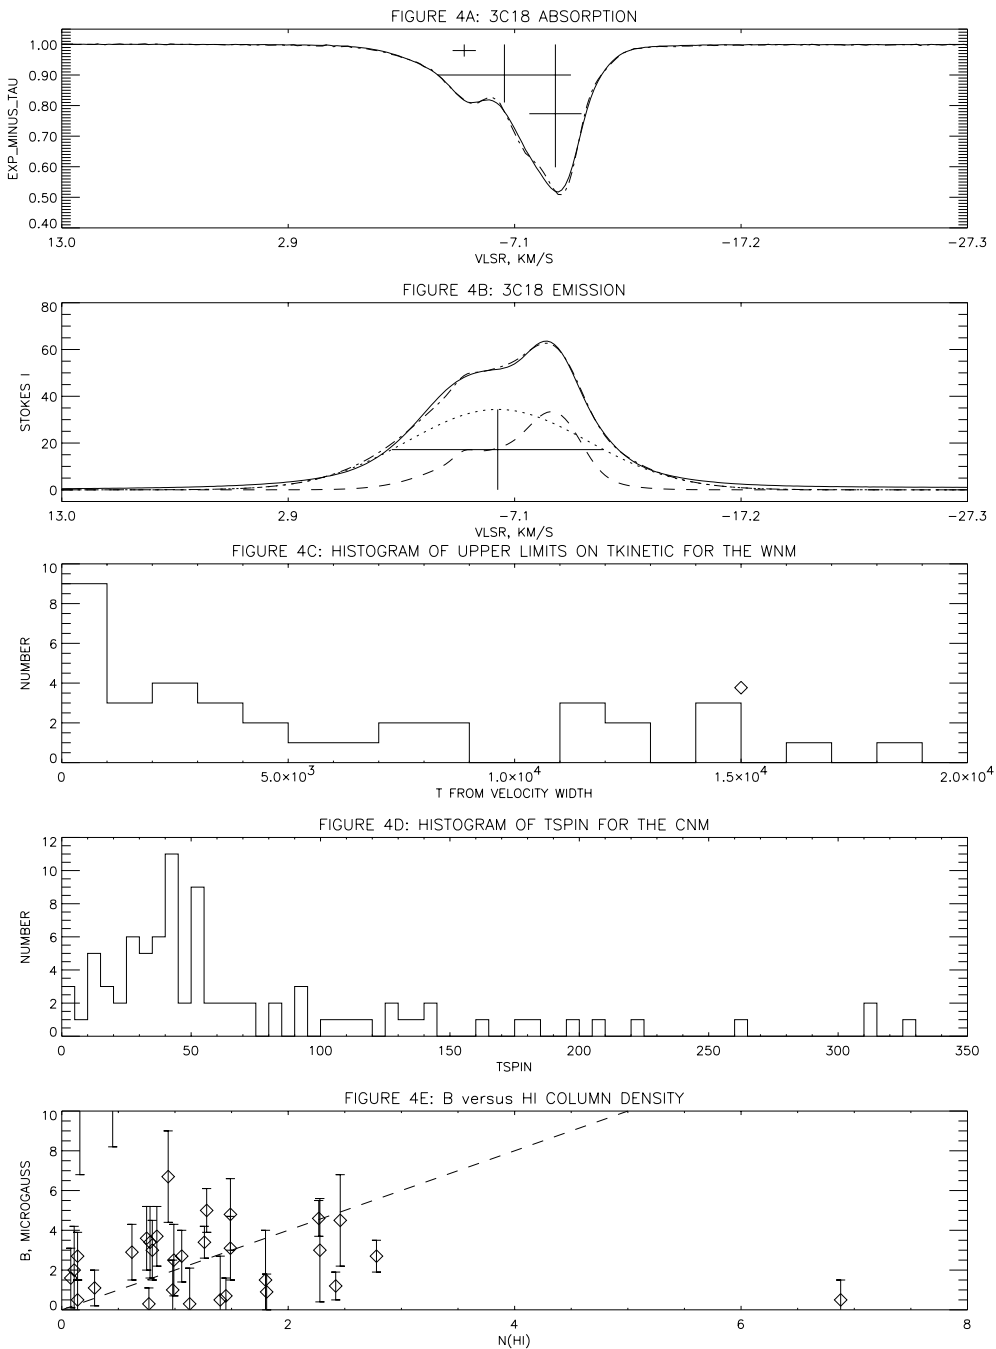 FIGURE 4A: 3C18 ABSORPTION
1.00
0.90
0.80
0.70
0.60
0.50
0.40
EXP_MINUS_TAU
13.0 2.9 −7.1 −17.2 −27.3
VLSR, KM/S
FIGURE 4B: 3C18 EMISSION
80
60
40
20
0
STOKES I
13.0 2.9 −7.1 −17.2 −27.3
VLSR, KM/S
FIGURE 4C: HISTOGRAM OF UPPER LIMITS ON TKINETIC FOR THE WNM
10
8
6
4
2
0
NUMBER
0 5.0×10³ 1.0×10⁴ 1.5×10⁴ 2.0×10⁴
T FROM VELOCITY WIDTH
FIGURE 4D: HISTOGRAM OF TSPIN FOR THE CNM
12
10
8
6
4
2
0
NUMBER
0 50 100 150 200 250 300 350
TSPIN
FIGURE 4E: B versus HI COLUMN DENSITY
10
8
6
4
2
0
B, MICROGAUSS
0 2 4 6 8
N(HI)